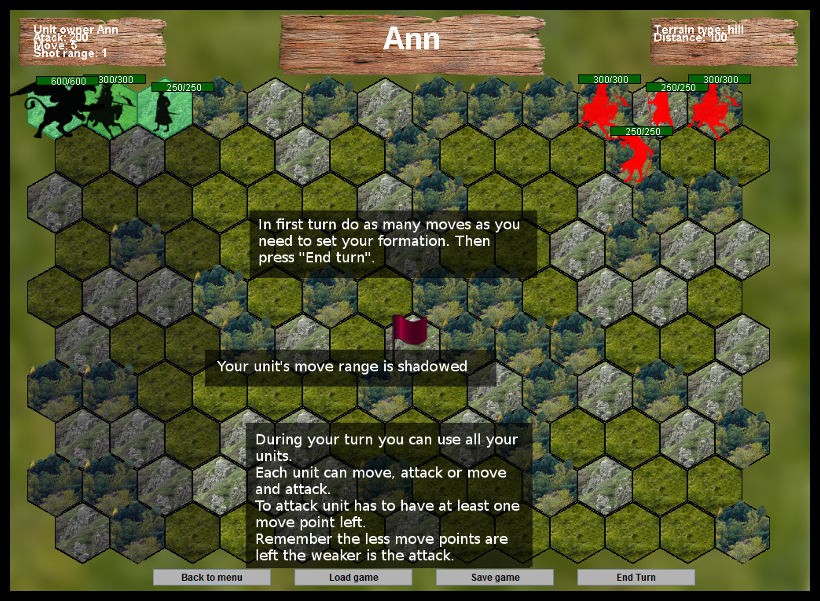 Unit owner Ann
Atack: 200
Move: 5
Shot range: 1
Ann
Terrain type: hill
Distance: 100
600/600
300/300
250/250
300/300
250/250
300/300
250/250
In first turn do as many moves as you
need to set your formation. Then
press "End turn".
Your unit's move range is shadowed
During your turn you can use all your
units.
Each unit can move, attack or move
and attack.
To attack unit has to have at least one
move point left.
Remember the less move points are
left the weaker is the attack.
Back to menu
Load game
Save game
End Turn